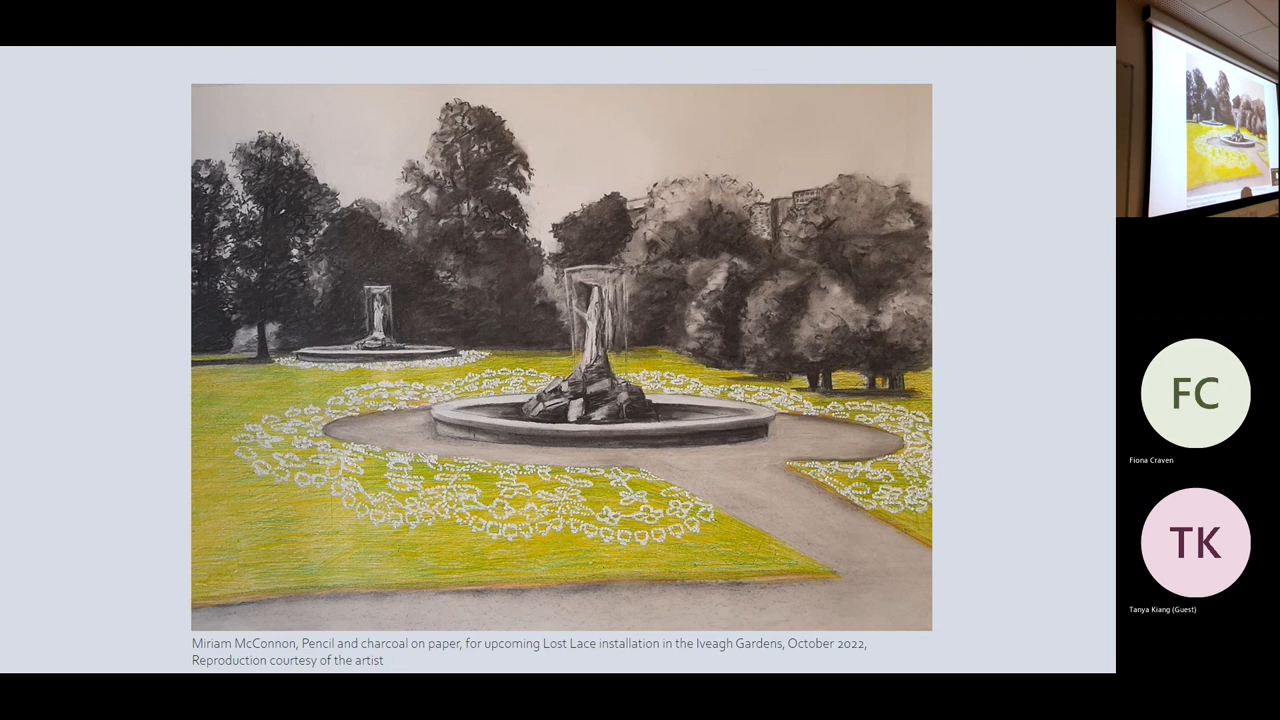 Miriam McConnon, Pencil and charcoal on paper, for upcoming Lost Lace installation in the Iveagh Gardens, October 2022,
Reproduction courtesy of the artist
FC
Fiona Craven
TK
Tanya Kiang (Guest)